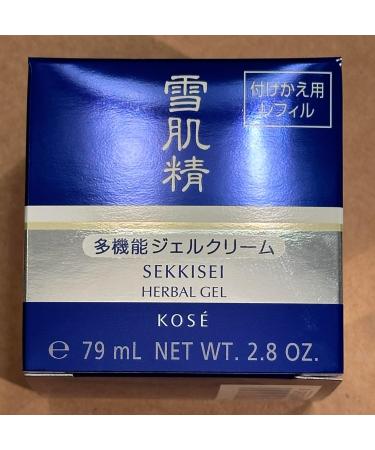 雪肌精
付けかえ用
レフィル
多機能ジェルクリーム
SEKKISEI
HERBAL GEL
KOSÉ
℮ 79 mL NET WT. 2.8 OZ.